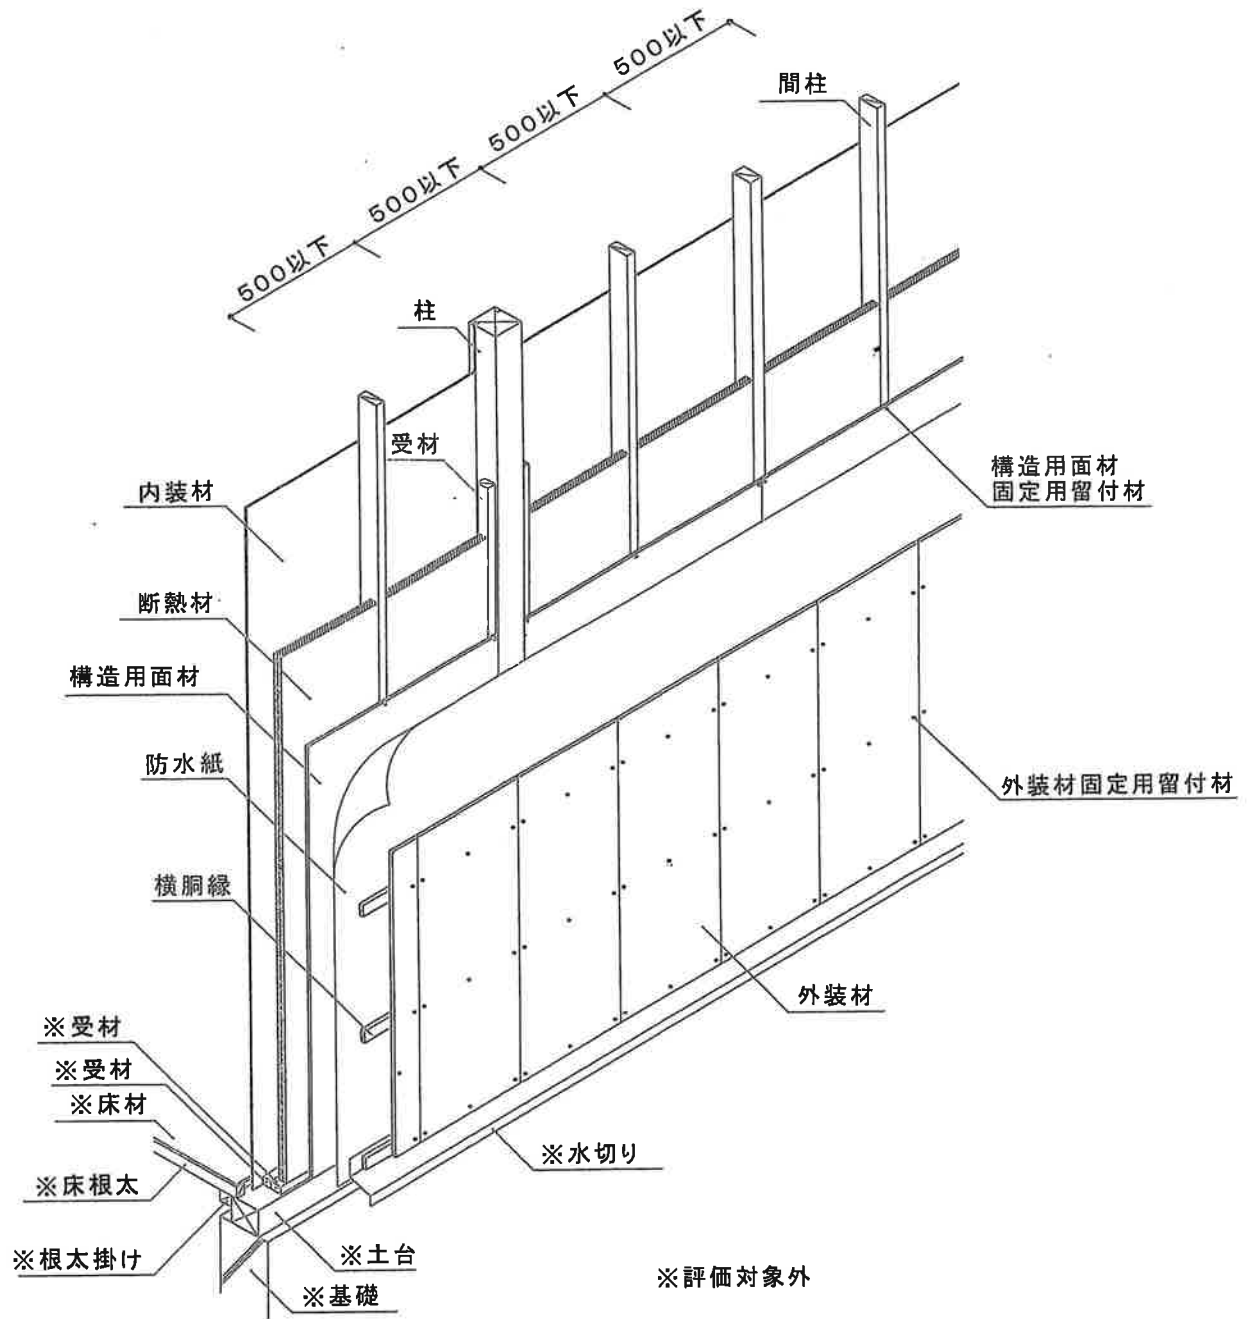 500以下
500以下
500以下
500以下
間柱
柱
受材
内装材
構造用面材
固定用留付材
断熱材
構造用面材
防水紙
外装材固定用留付材
横胴縁
外装材
※受材
※受材
※床材
※水切り
※床根太
※根太掛け
※土台
※評価対象外
※基礎